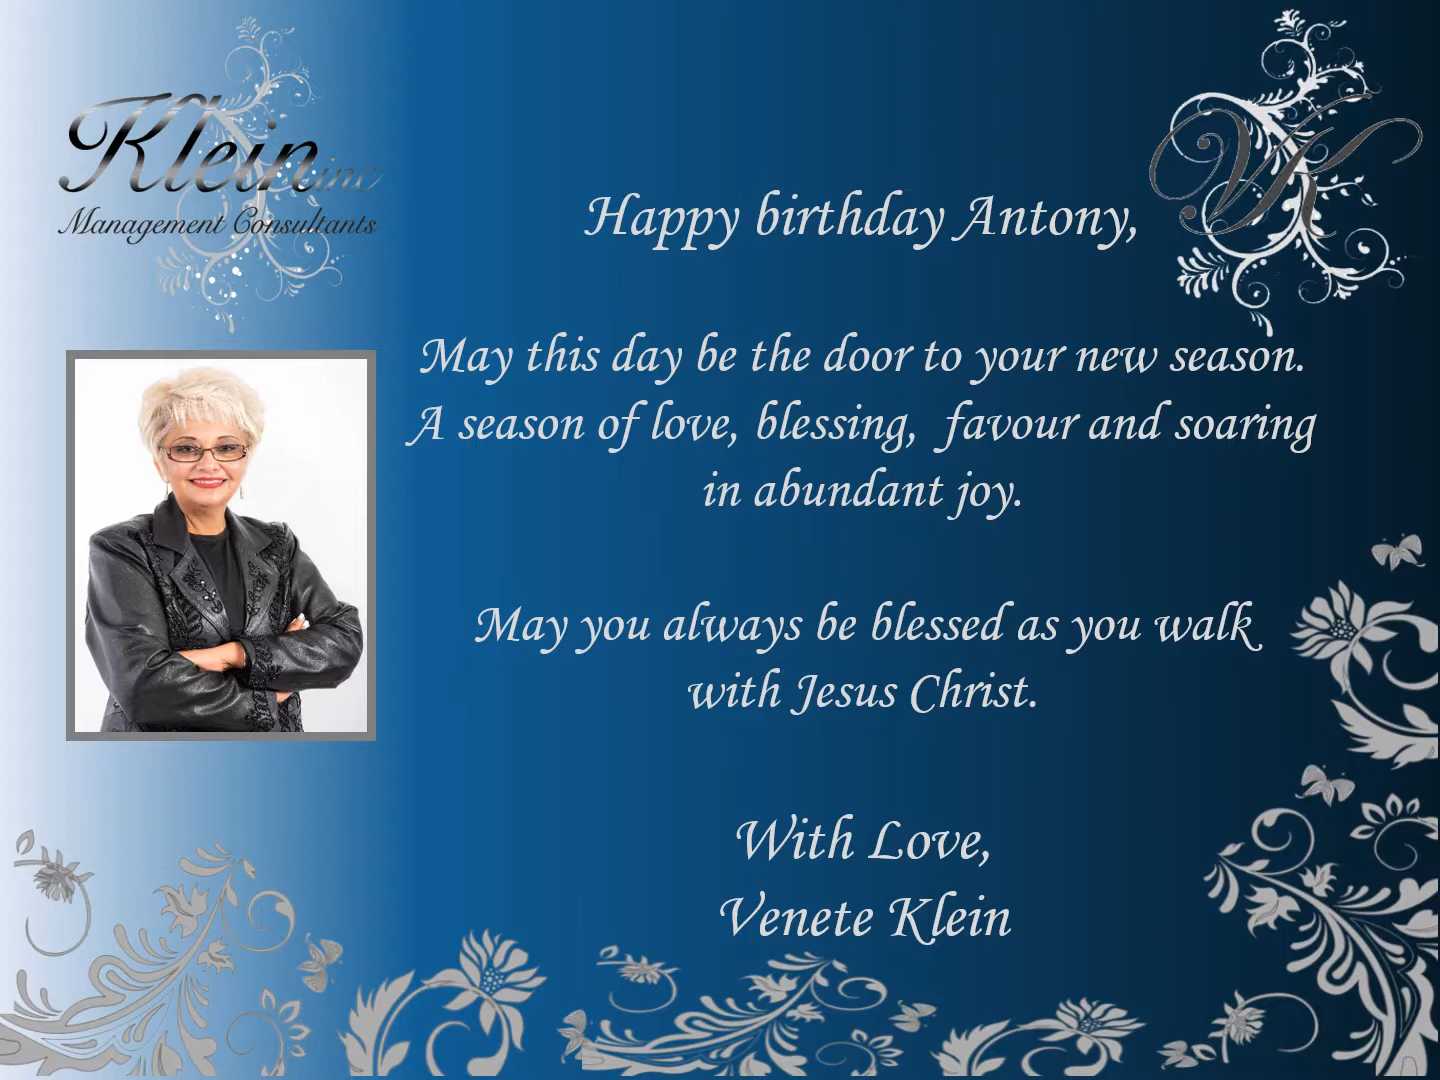 Klein inc
Management Consultants
VK
Happy birthday Antony,
May this day be the door to your new season.
A season of love, blessing, favour and soaring
in abundant joy.
May you always be blessed as you walk
with Jesus Christ.
With Love,
Venete Klein